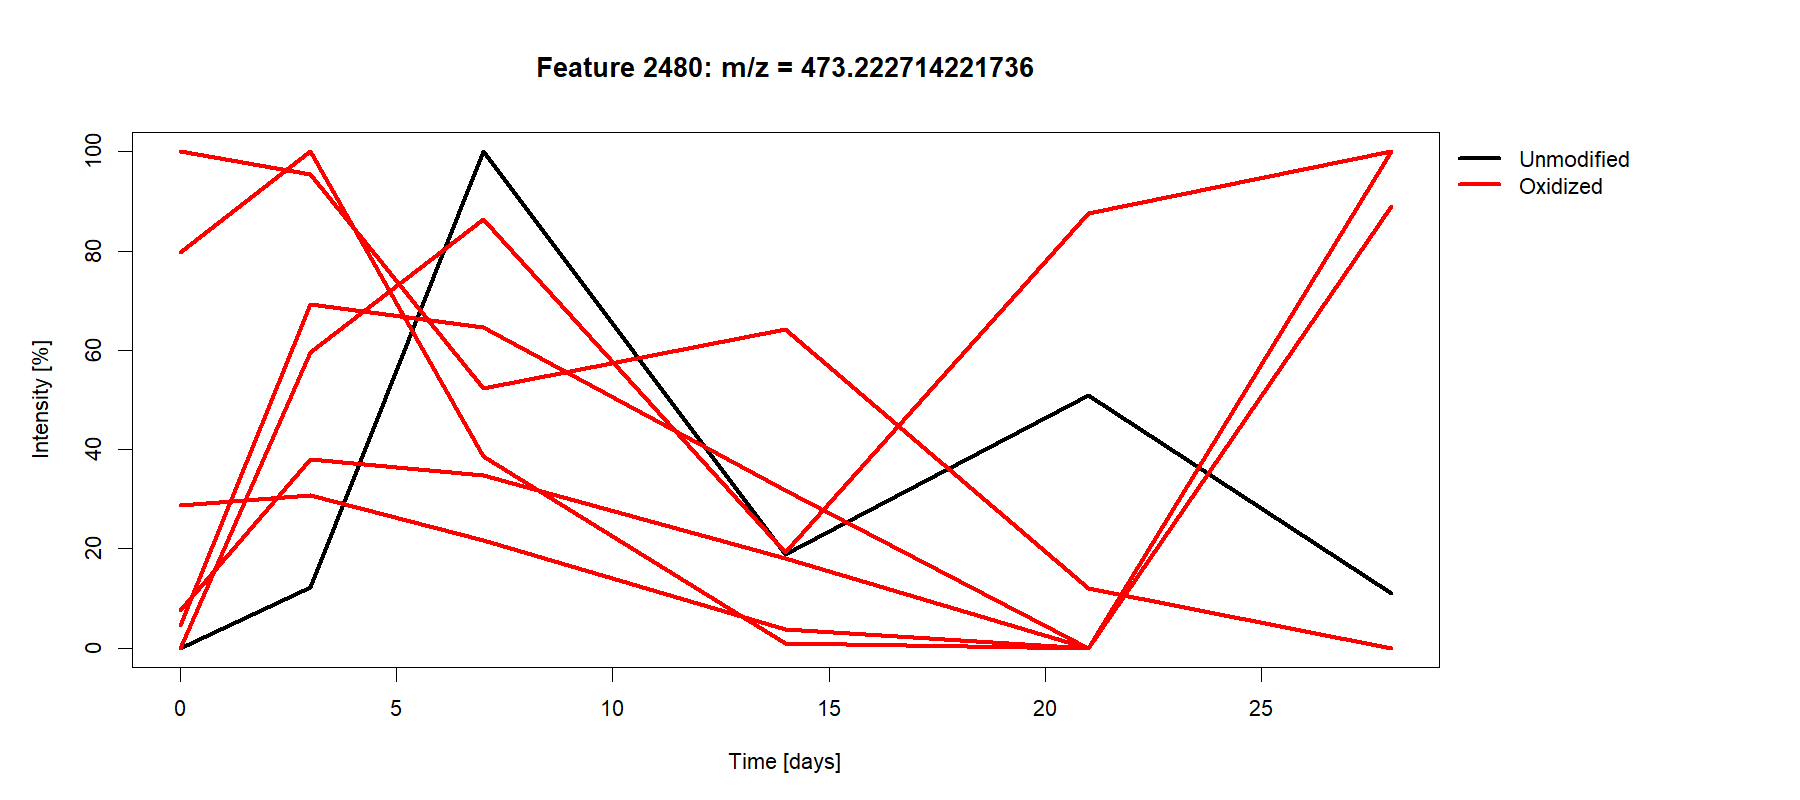 Feature 2480: m/z = 473.222714221736
Unmodified
Oxidized
Intensity [%]
100
80
60
40
20
0
0 5 10 15 20 25
Time [days]